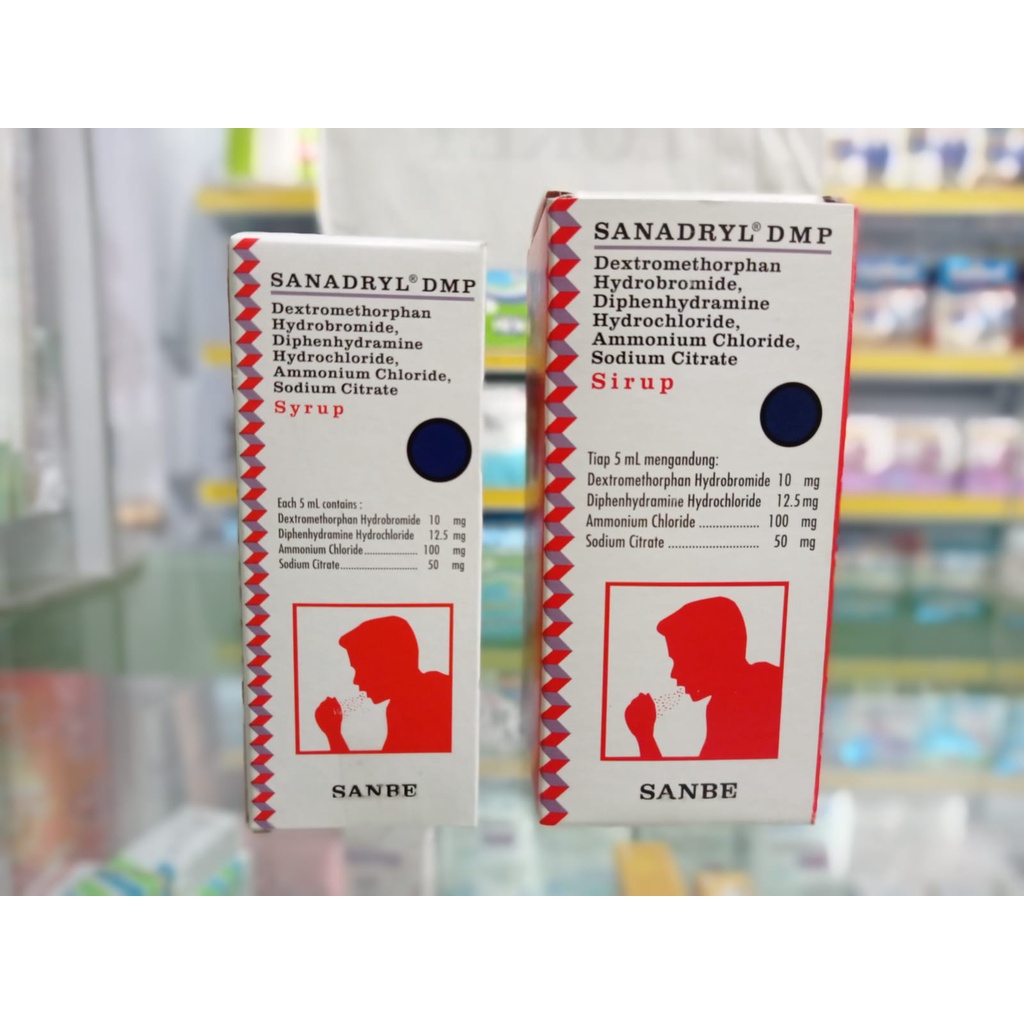 SANADRYL® DMP
Dextromethorphan
Hydrobromide,
Diphenhydramine
Hydrochloride,
Ammonium Chloride,
Sodium Citrate
Syrup
Each 5 mL contains :
Dextromethorphan Hydrobromide 10 mg
Diphenhydramine Hydrochloride 12.5 mg
Ammonium Chloride.................. 100 mg
Sodium Citrate........................... 50 mg
SANBE
SANADRYL® DMP
Dextromethorphan
Hydrobromide,
Diphenhydramine
Hydrochloride,
Ammonium Chloride,
Sodium Citrate
Sirup
Tiap 5 mL mengandung:
Dextromethorphan Hydrobromide 10 mg
Diphenhydramine Hydrochloride 12.5 mg
Ammonium Chloride .................. 100 mg
Sodium Citrate ........................... 50 mg
SANBE